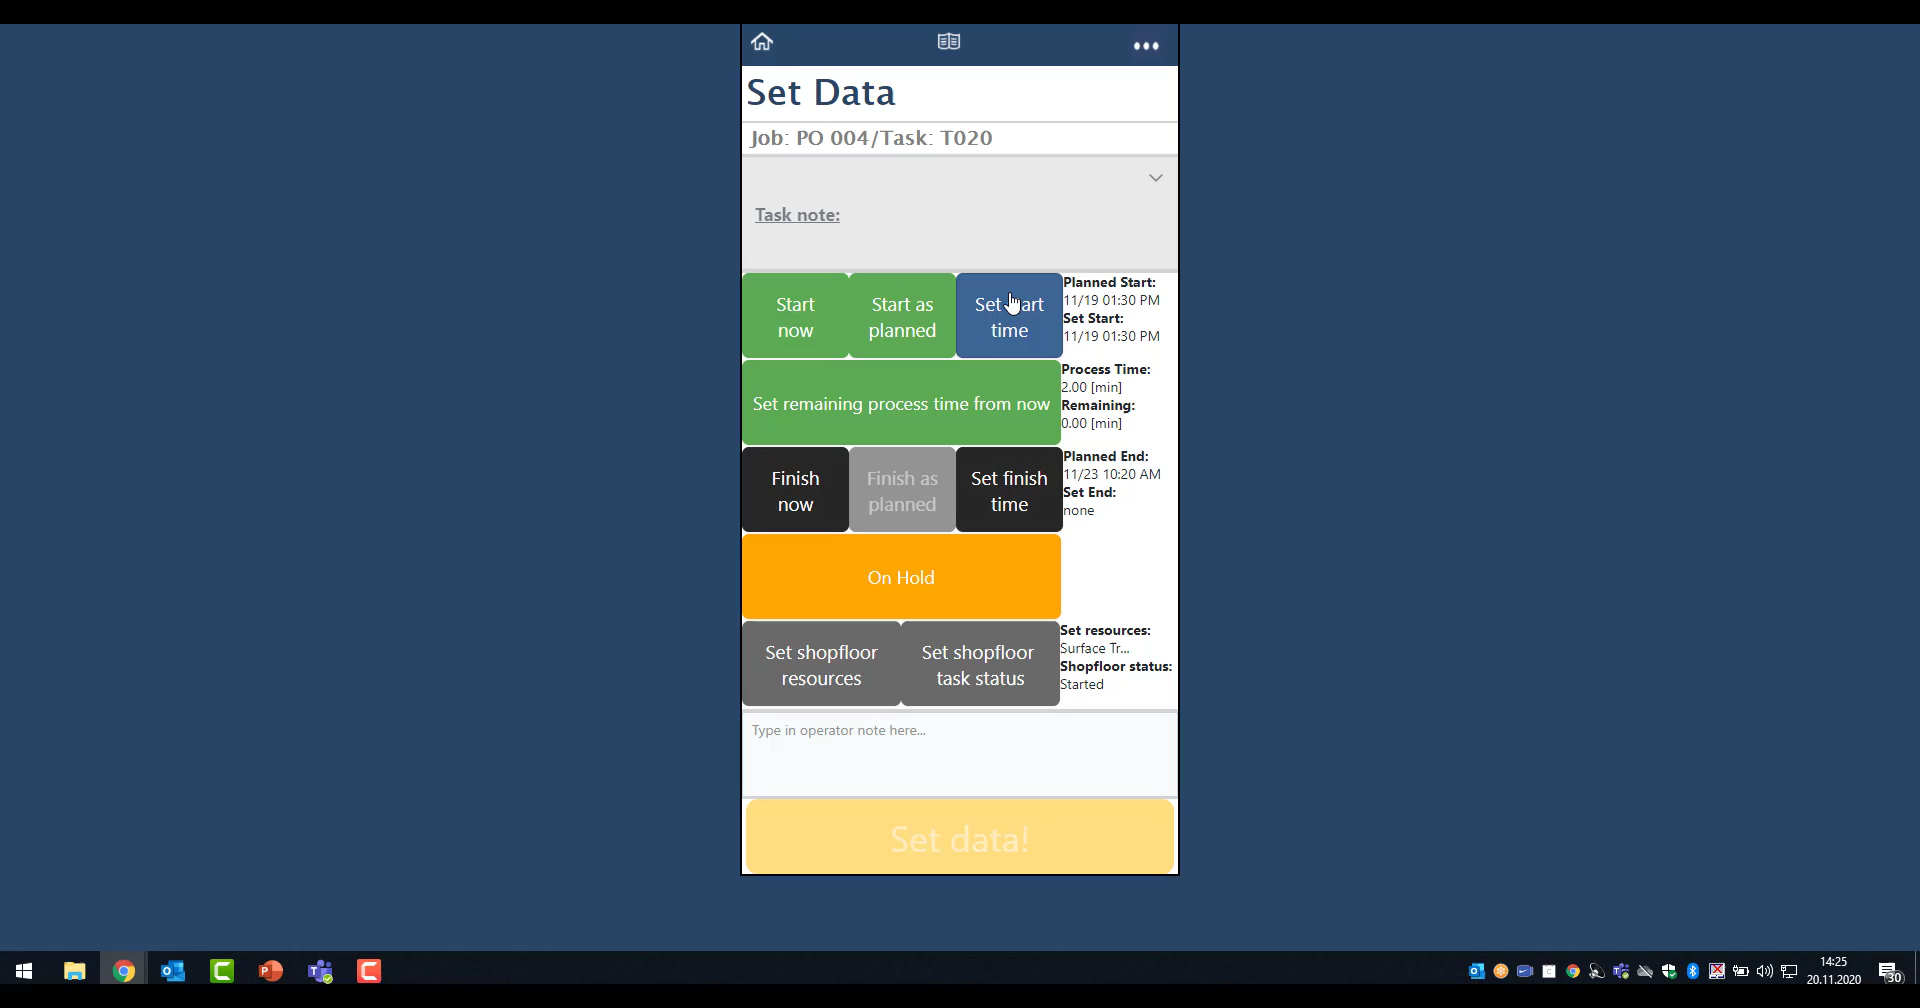 Set Data
Job: PO 004/Task: T020
Task note:
Start
now
Start as
planned
Set
time
Planned Start:
11/19 01:30 PM
Set Start:
11/19 01:30 PM
Set remaining process time from now
Process Time:
2.00 [min]
Remaining:
0.00 [min]
Finish
now
Finish as
planned
Set finish
time
Planned End:
11/23 10:20 AM
Set End:
none
On Hold
Set shopfloor
resources
Set shopfloor
task status
Set resources:
Surface Tr...
Shopfloor status:
Started
Type in operator note here...
Set data!
14:25
20.11.2020
30